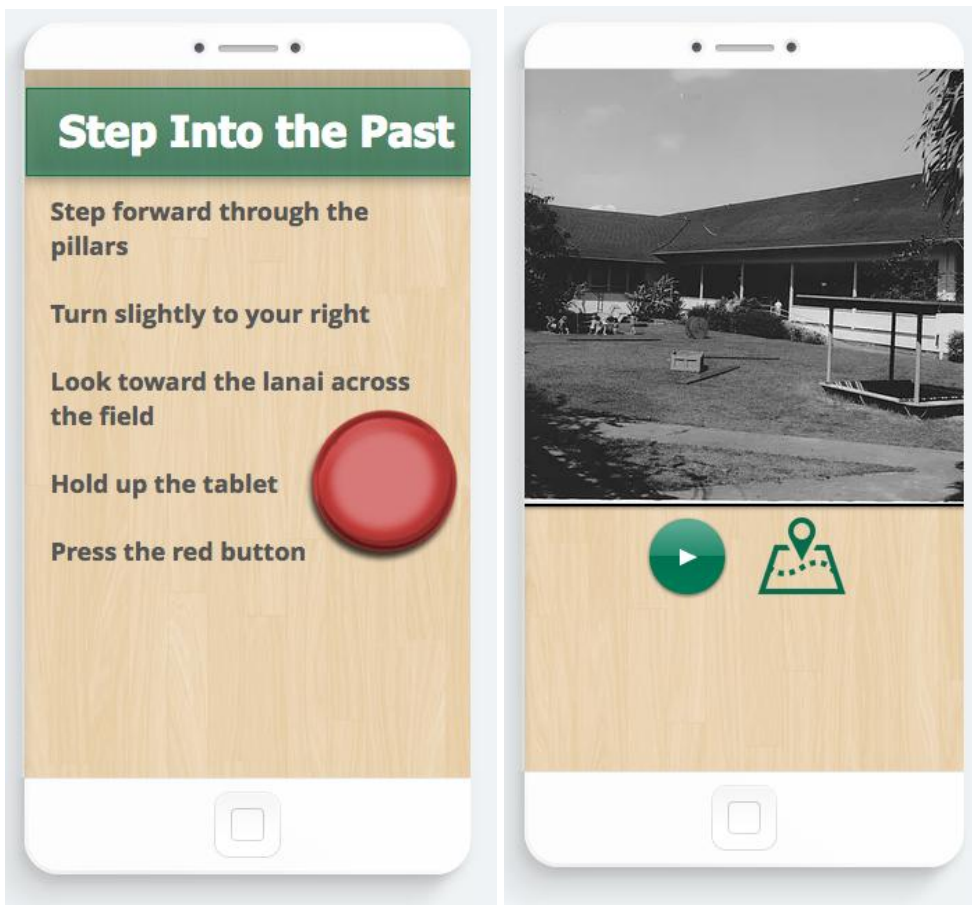 Step Into the Past
Step forward through the
pillars
Turn slightly to your right
Look toward the lanai across
the field
Hold up the tablet
Press the red button